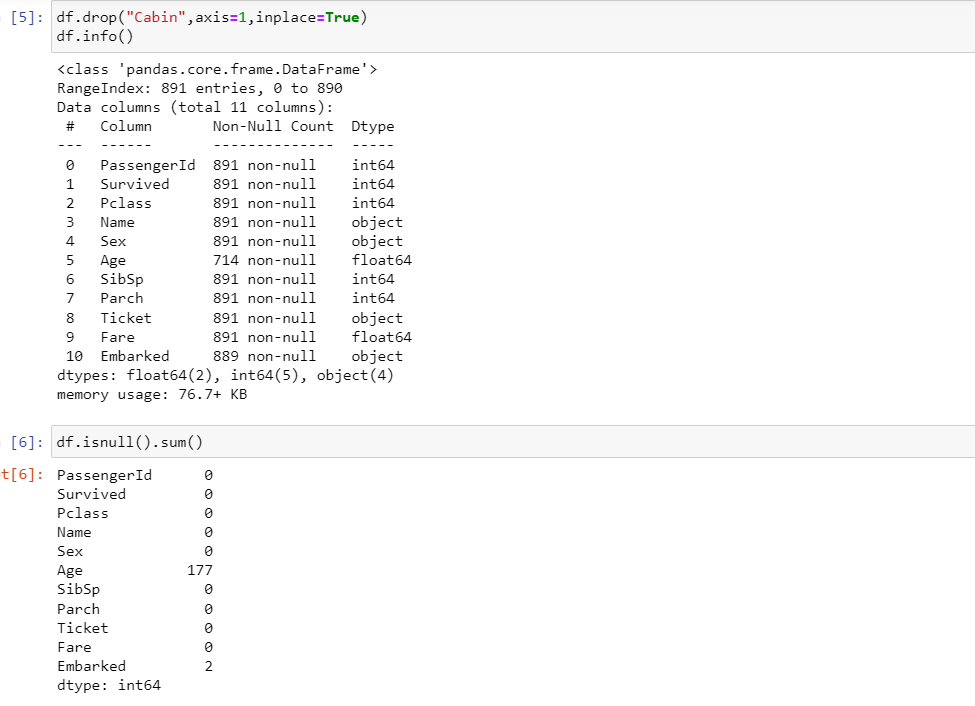 [5]: df.drop("Cabin",axis=1,inplace=True)
df.info()
<class 'pandas.core.frame.DataFrame'>
RangeIndex: 891 entries, 0 to 890
Data columns (total 11 columns):
 #   Column       Non-Null Count  Dtype
---  ------       --------------  -----
 0   PassengerId  891 non-null    int64
 1   Survived     891 non-null    int64
 2   Pclass       891 non-null    int64
 3   Name         891 non-null    object
 4   Sex          891 non-null    object
 5   Age          714 non-null    float64
 6   SibSp        891 non-null    int64
 7   Parch        891 non-null    int64
 8   Ticket       891 non-null    object
 9   Fare         891 non-null    float64
 10  Embarked     889 non-null    object
dtypes: float64(2), int64(5), object(4)
memory usage: 76.7+ KB
[6]: df.isnull().sum()
t[6]: PassengerId      0
Survived         0
Pclass           0
Name             0
Sex              0
Age            177
SibSp            0
Parch            0
Ticket           0
Fare             0
Embarked         2
dtype: int64